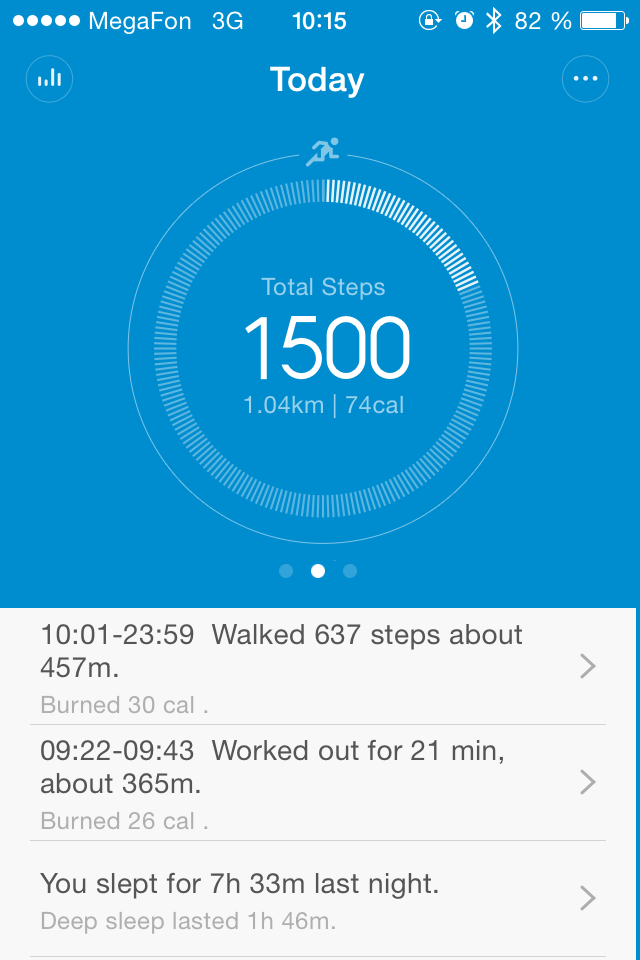 MegaFon 3G 10:15 82 %
Today
Total Steps
1500
1.04km | 74cal
10:01-23:59 Walked 637 steps about
457m.
Burned 30 cal .
09:22-09:43 Worked out for 21 min,
about 365m.
Burned 26 cal .
You slept for 7h 33m last night.
Deep sleep lasted 1h 46m.